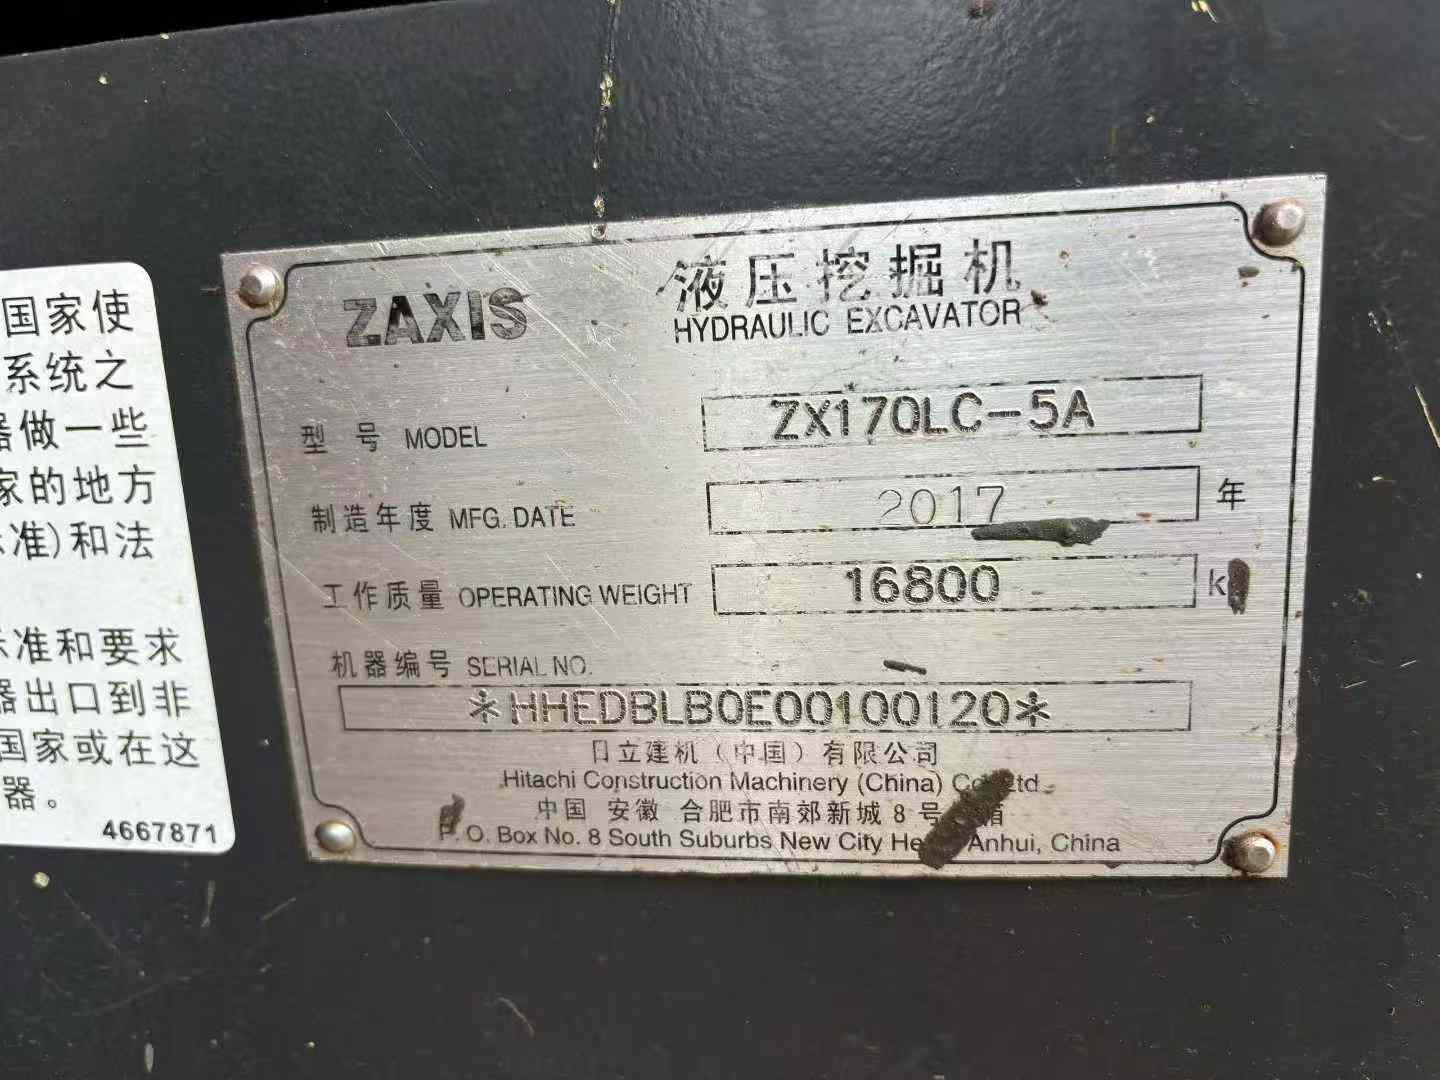 国家使
系统之
器做一些
家的地方
准)和法
标准和要求
器出口到非
国家或在这
器。
4667871
ZAXIS
液压挖掘机
HYDRAULIC EXCAVATOR
型号 MODEL ZX170LC-5A
制造年度 MFG. DATE 2017 年
工作质量 OPERATING WEIGHT 16800
机器编号 SERIAL NO.
*HHEDBLB0E00100120*
日立建机（中国）有限公司
Hitachi Construction Machinery (China) Co., Ltd.
中国 安徽 合肥市南郊新城 8 号 箱
P. O. Box No. 8 South Suburbs New City Anhui, China